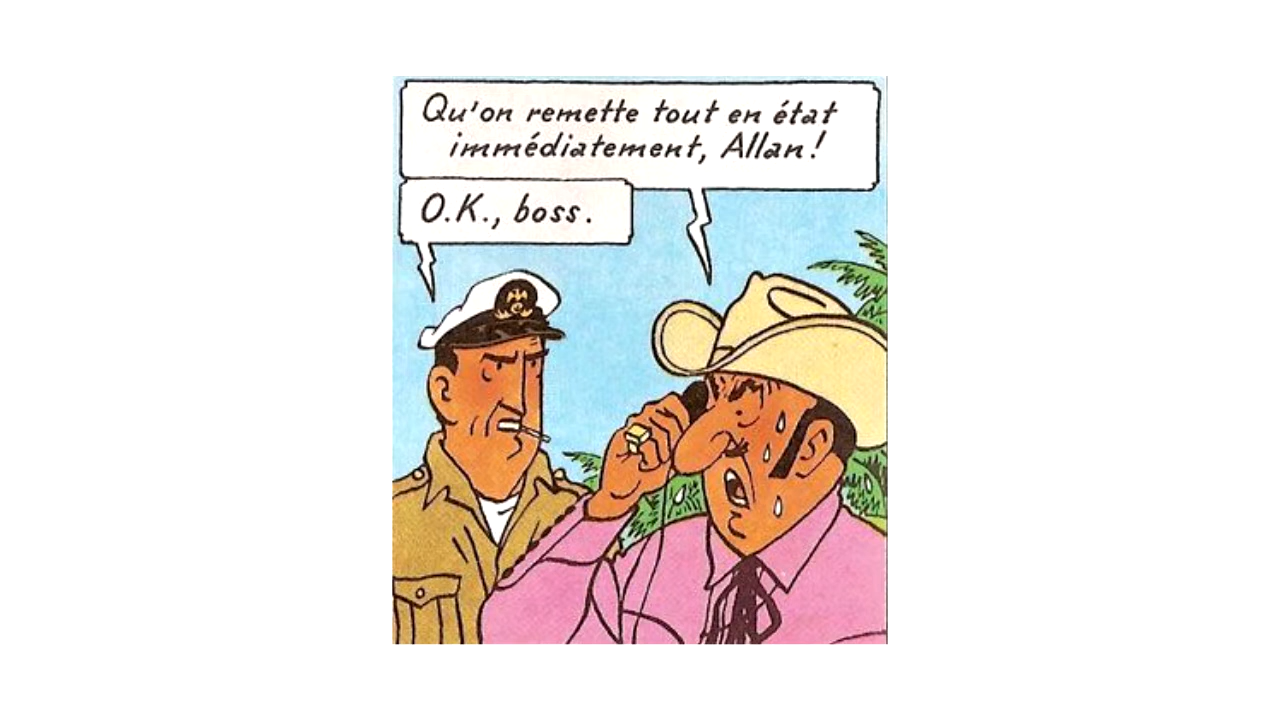 Qu'on remette tout en état
immédiatement, Allan!
O.K., boss.